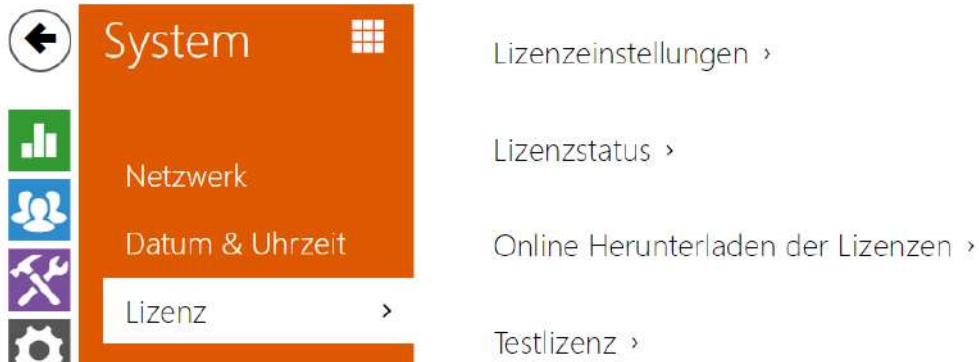 System
Netzwerk
Datum & Uhrzeit
Lizenz
Lizenzeinstellungen
Lizenzstatus
Online Herunterladen der Lizenzen
Testlizenz